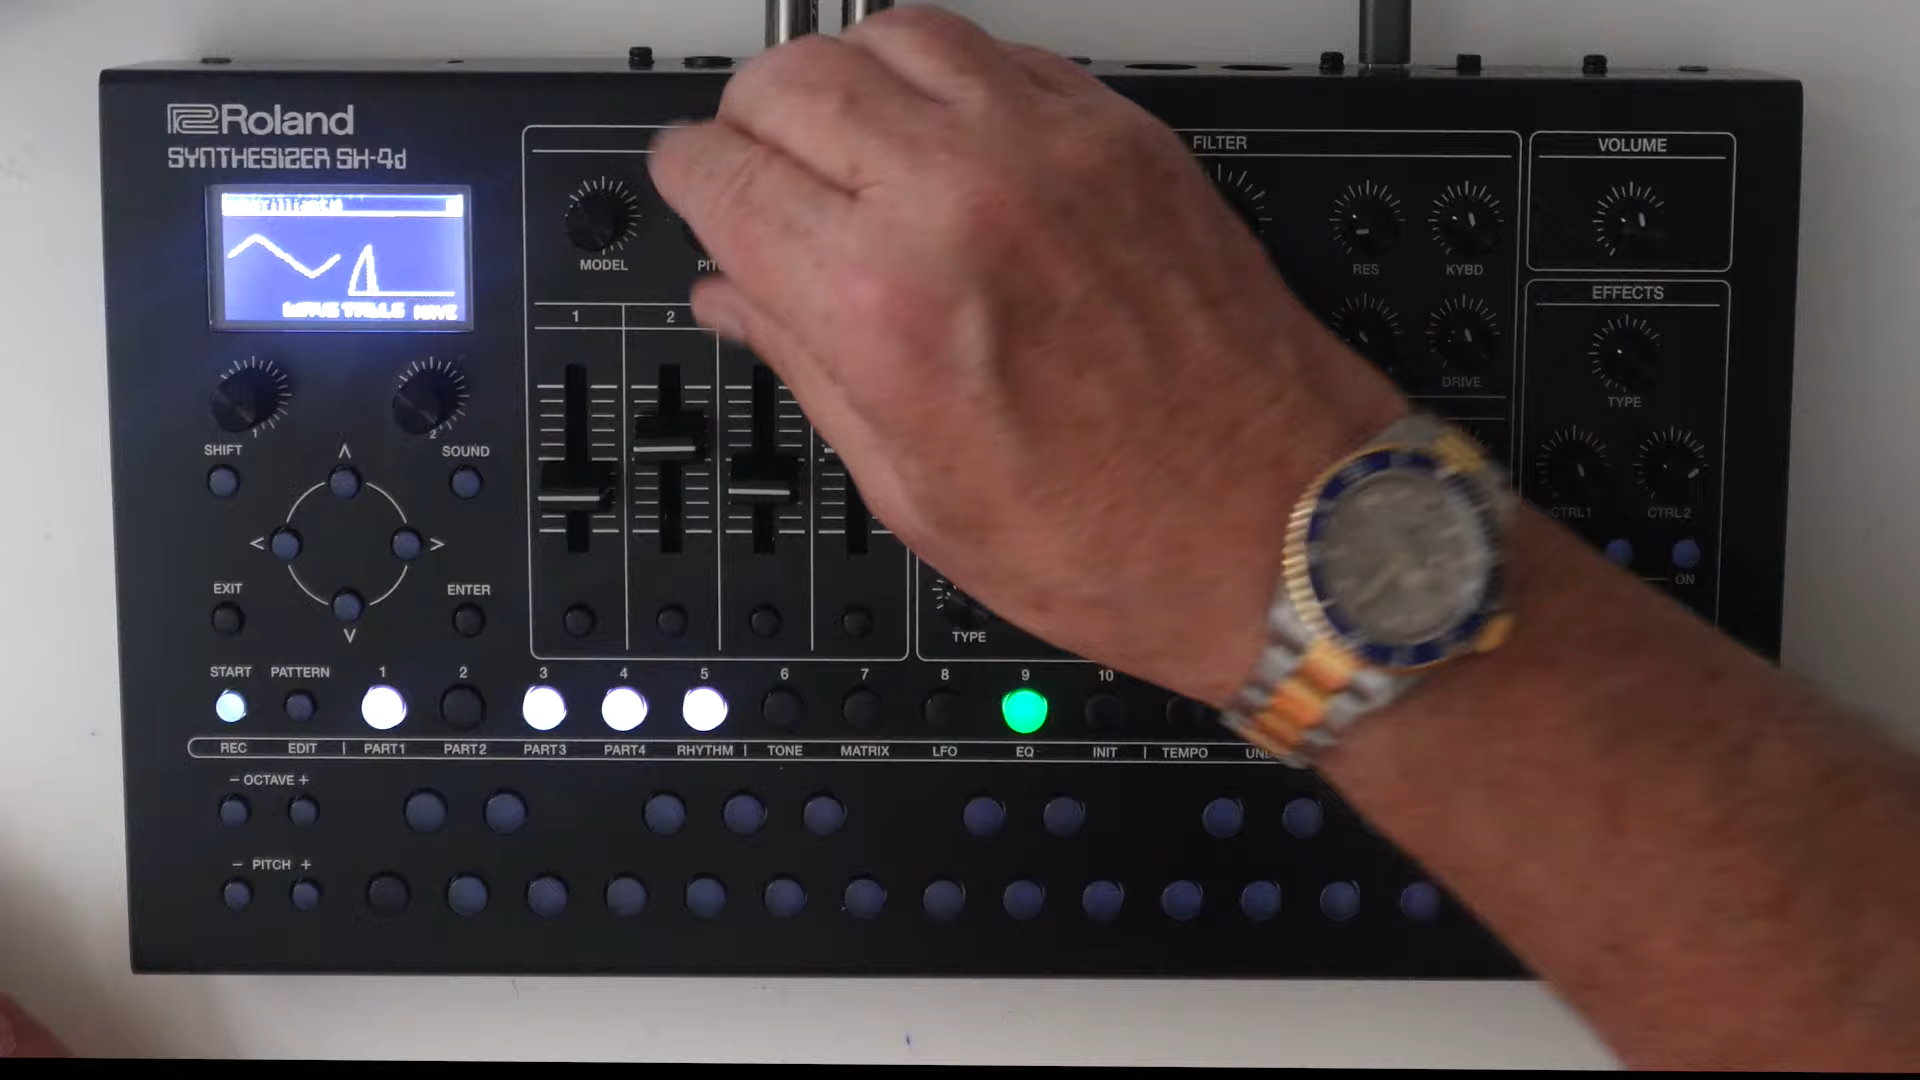 Roland
SYNTHESIZER SH-4d
FILTER
VOLUME
MODEL
RES KYBD
EFFECTS
1 2
DRIVE
TYPE
1 2
SHIFT SOUND
CTRL1 CTRL2
EXIT ENTER
ON
TYPE
START PATTERN 1 2 3 4 5 6 7 8 9 10
REC EDIT PART1 PART2 PART3 PART4 RHYTHM TONE MATRIX LFO EQ INIT TEMPO
- OCTAVE +
- PITCH +